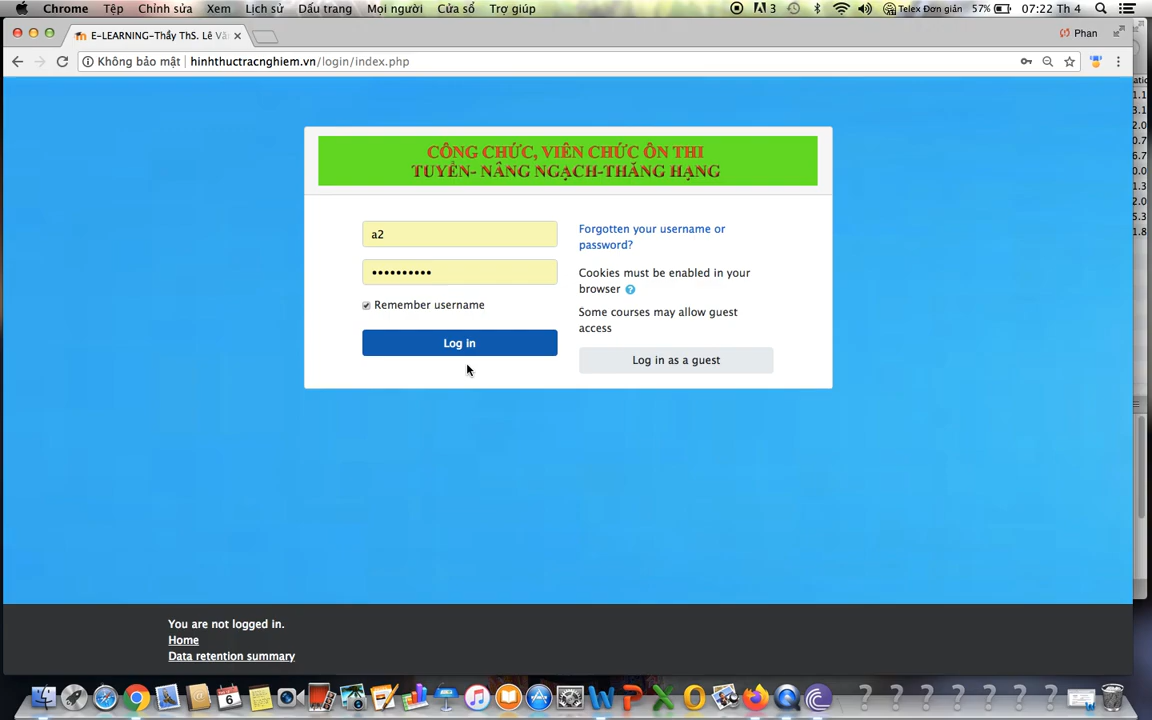 Chrome Tệp Chỉnh sửa Xem Lịch sử Dấu trang Mọi người Cửa sổ Trợ giúp 3 Telex Đơn giản 57% 07:22 Th 4
E-LEARNING-Thầy ThS. Lê Vă
Phan
Không bảo mật hinhthuctracnghiem.vn/login/index.php
CÔNG CHỨC, VIÊN CHỨC ÔN THI
TUYỂN- NÂNG NGẠCH-THĂNG HẠNG
a2
Forgotten your username or
password?
••••••••••
Cookies must be enabled in your
browser ?
Remember username
Some courses may allow guest
access
Log in
Log in as a guest
You are not logged in.
Home
Data retention summary
6